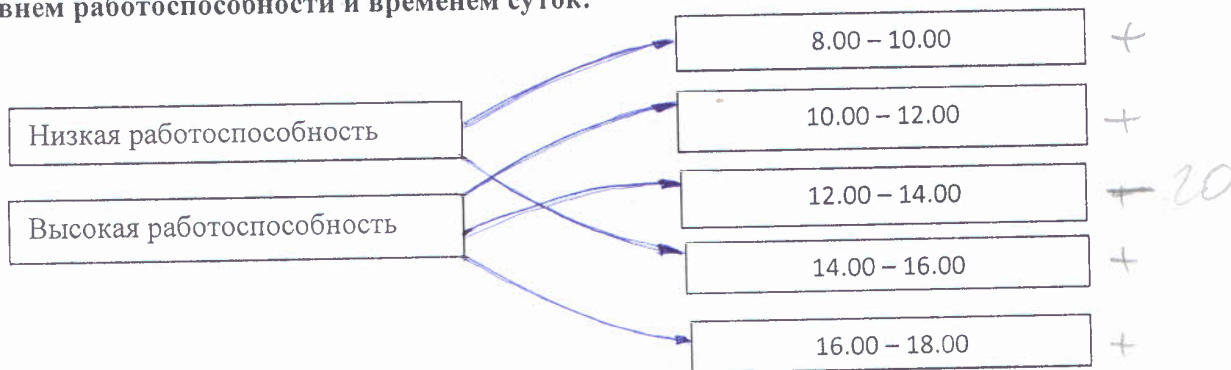 внем работоспособности и временем суток:
8.00 – 10.00 +
Низкая работоспособность
10.00 – 12.00 +
12.00 – 14.00 + 20
Высокая работоспособность
14.00 – 16.00 +
16.00 – 18.00 +